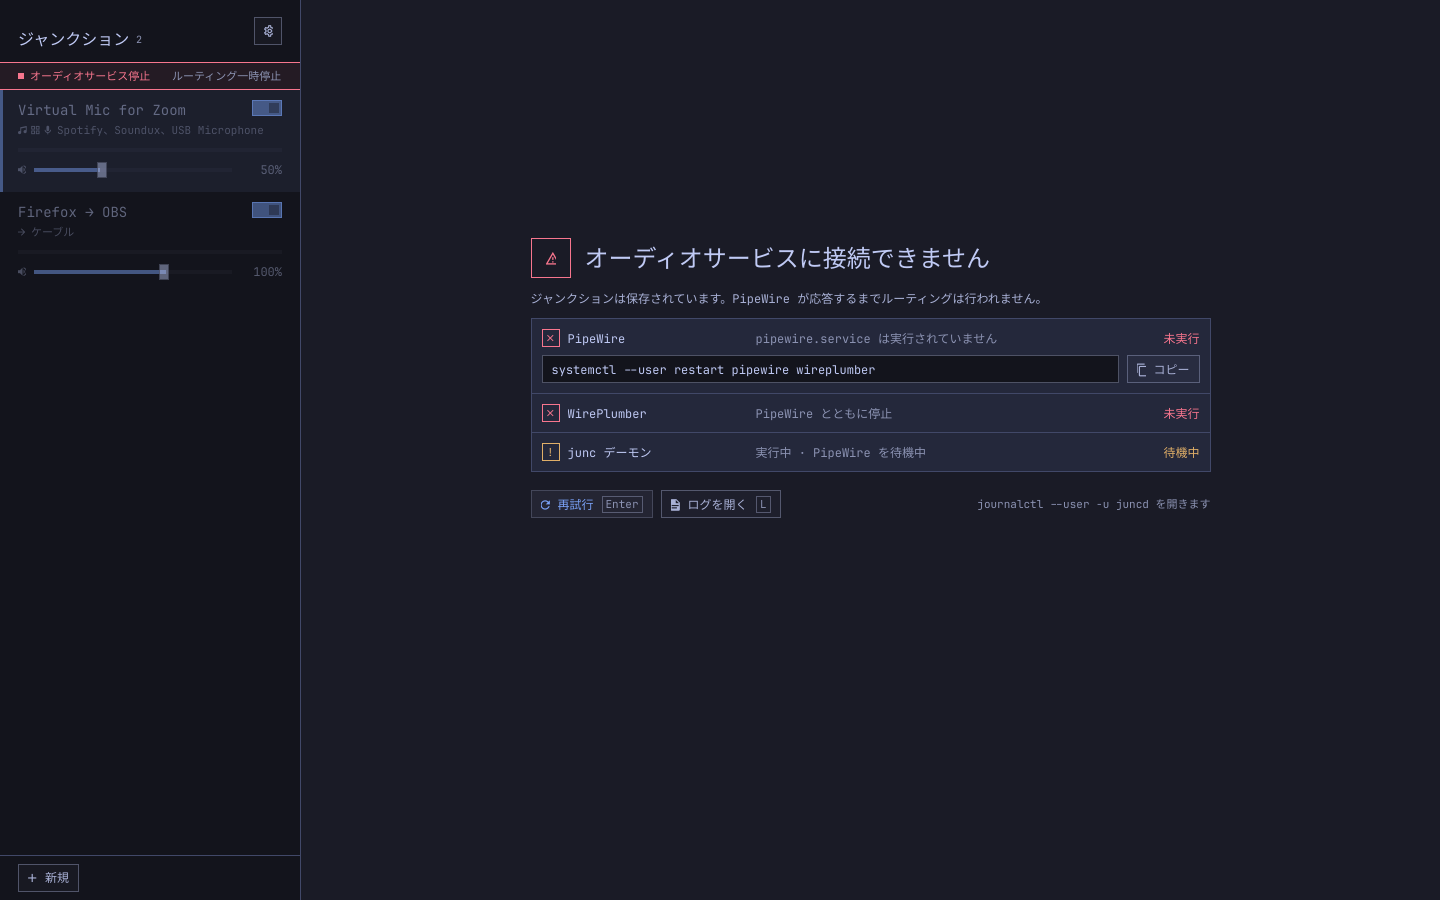 ジャンクション 2
オーディオサービス停止 ルーティング一時停止
Virtual Mic for Zoom
Spotify、Soundux、USB Microphone
50%
Firefox → OBS
→ ケーブル
100%
+ 新規
オーディオサービスに接続できません
ジャンクションは保存されています。PipeWire が応答するまでルーティングは行われません。
PipeWire pipewire.service は実行されていません 未実行
systemctl --user restart pipewire wireplumber コピー
WirePlumber PipeWire とともに停止 未実行
! junc デーモン 実行中 · PipeWire を待機中 待機中
再試行 Enter ログを開く L journalctl --user -u juncd を開きます